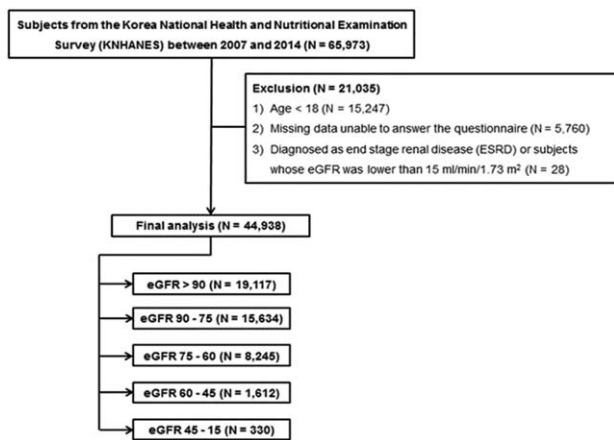 Subjects from the Korea National Health and Nutritional Examination
Survey (KNHANES) between 2007 and 2014 (N = 65,973)
Exclusion (N = 21,035)
1) Age < 18 (N = 15,247)
2) Missing data unable to answer the questionnaire (N = 5,760)
3) Diagnosed as end stage renal disease (ESRD) or subjects
whose eGFR was lower than 15 ml/min/1.73 m² (N = 28)
Final analysis (N = 44,938)
eGFR > 90 (N = 19,117)
eGFR 90 - 75 (N = 15,634)
eGFR 75 - 60 (N = 8,245)
eGFR 60 - 45 (N = 1,612)
eGFR 45 - 15 (N = 330)